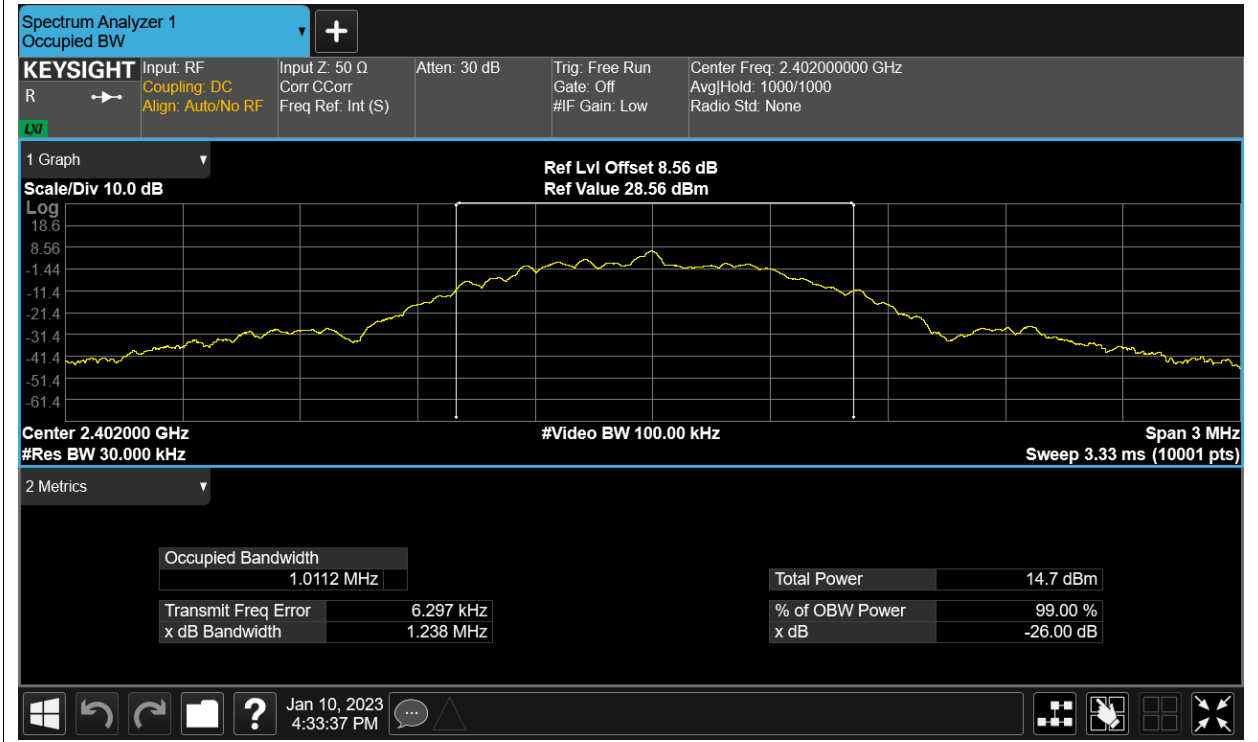 Spectrum Analyzer 1
Occupied BW
KEYSIGHT
R
LXI
Input: RF
Coupling: DC
Align: Auto/No RF
Input Z: 50 Ω
Corr CCorr
Freq Ref: Int (S)
Atten: 30 dB
Trig: Free Run
Gate: Off
#IF Gain: Low
Center Freq: 2.402000000 GHz
Avg|Hold: 1000/1000
Radio Std: None
1 Graph
Scale/Div 10.0 dB
Ref Lvl Offset 8.56 dB
Ref Value 28.56 dBm
Log
18.6
8.56
-1.44
-11.4
-21.4
-31.4
-41.4
-51.4
-61.4
Center 2.402000 GHz
#Res BW 30.000 kHz
#Video BW 100.00 kHz
Span 3 MHz
Sweep 3.33 ms (10001 pts)
2 Metrics
Occupied Bandwidth
1.0112 MHz
Transmit Freq Error 6.297 kHz
x dB Bandwidth 1.238 MHz
Total Power 14.7 dBm
% of OBW Power 99.00 %
x dB -26.00 dB
?
Jan 10, 2023
4:33:37 PM